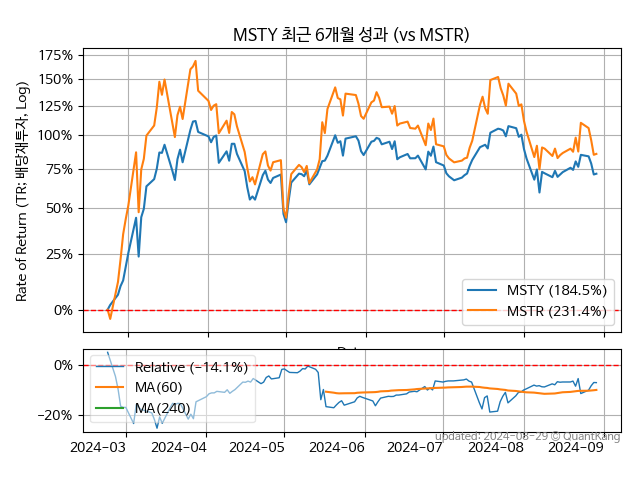 MSTY 최근 6개월 성과 (vs MSTR)
Rate of Return (TR: 배당재투자, Log)
175%
150%
125%
100%
75%
50%
25%
0%
MSTY (184.5%)
MSTR (231.4%)
0%
−20%
Relative (−14.1%)
MA(60)
MA(240)
2024-03 2024-04 2024-05 2024-06 2024-07 2024-08 2024-09
updated: 2024-08-29 © QuantKang